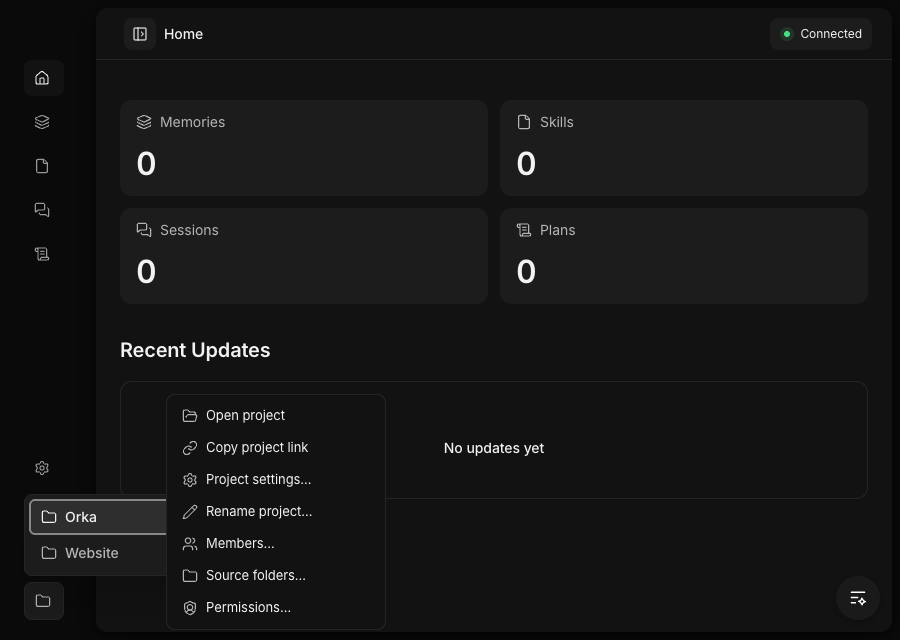 Home
Connected
Memories
0
Skills
0
Sessions
0
Plans
0
Recent Updates
No updates yet
Open project
Copy project link
Project settings...
Rename project...
Members...
Source folders...
Permissions...
Orka
Website